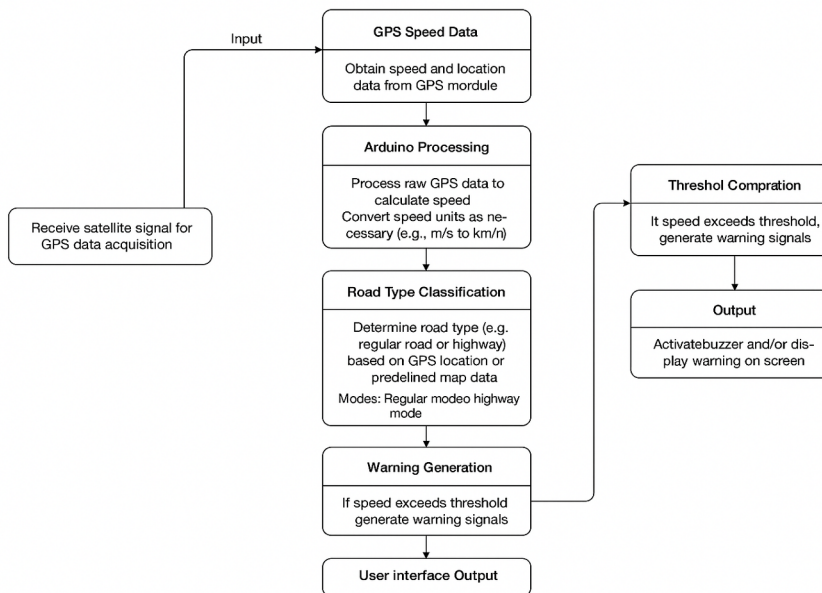 Input
GPS Speed Data
Obtain speed and location
data from GPS mordule
Receive satellite signal for
GPS data acquisition
Arduino Processing
Process raw GPS data to
calculate speed
Convert speed units as ne-
cessary (e.g., m/s to km/n)
Road Type Classification
Determine road type (e.g.
regular road or highway)
based on GPS location or
predelined map data
Modes: Regular modeo highway
mode
Warning Generation
If speed exceeds threshold
generate warning signals
User interface Output
Threshol Compration
It speed exceeds threshold,
generate warning signals
Output
Activatebuzzer and/or dis-
play warning on screen